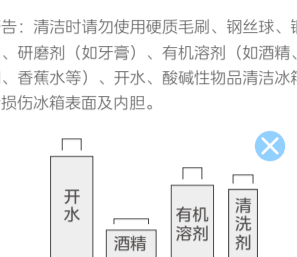 告：清洁时请勿使用硬质毛刷、钢丝球、
、研磨剂（如牙膏）、有机溶剂（如酒精、
、香蕉水等）、开水、酸碱性物品清洁冰箱
损伤冰箱表面及内胆。
开水
酒精
有机溶剂
清洗剂